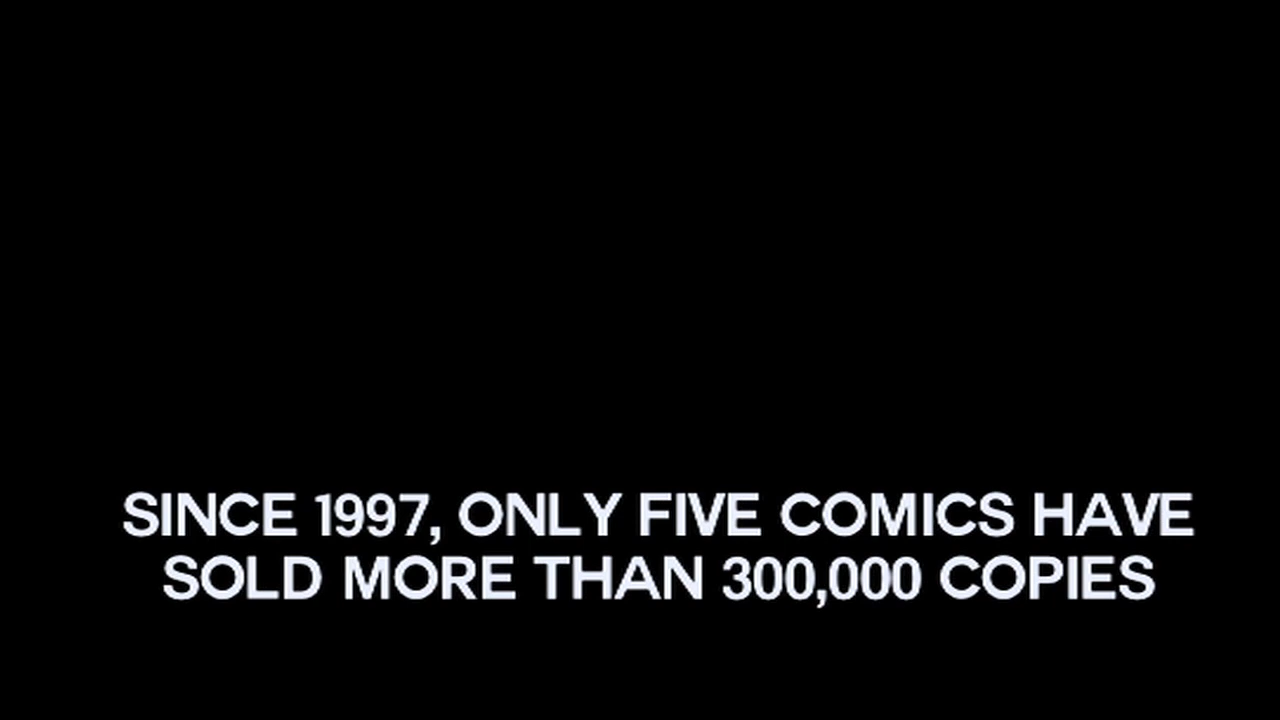 SINCE 1997, ONLY FIVE COMICS HAVE
SOLD MORE THAN 300,000 COPIES